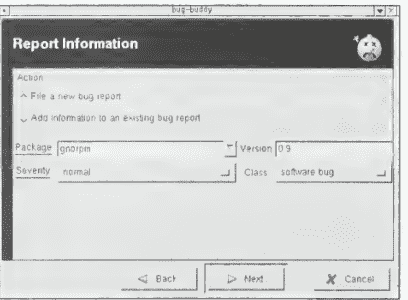 bug-buddy
Report Information
Action
File a new bug report
Add information to an existing bug report
Package gnorpm Version 0.9
Severity normal Class software bug
Back Next Cancel